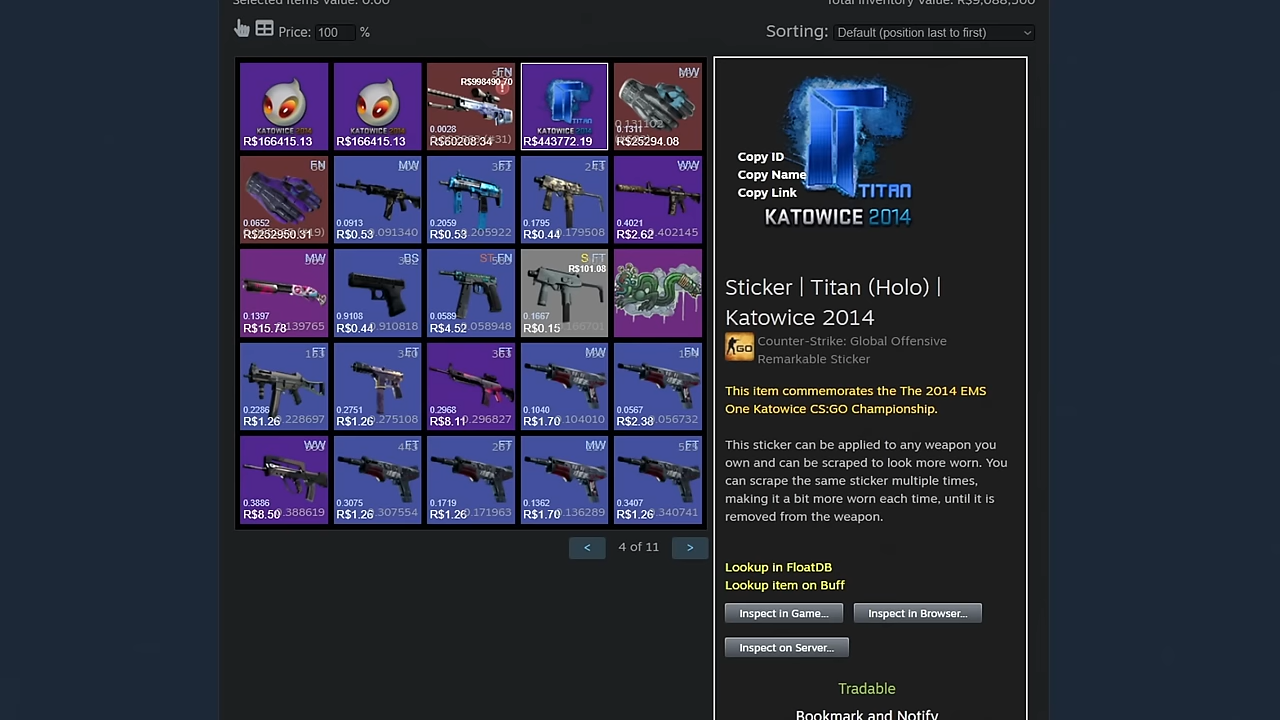 Selected Items Value: 0.00
Total Inventory Value: R$9,088,500
Price: 100 %
Sorting: Default (position last to first)
KATOWICE 2014
R$166415.13
KATOWICE 2014
R$166415.13
FN
R$998490.70
0.0028
R$60208.34
TITAN
KATOWICE 2014
R$443772.19
MW
0.1311
R$25294.08
FN
0.0652
R$252950.31
MW
0.0913
R$0.53
FT
0.2059
R$0.53
FT
0.1795
R$0.44
WW
0.4021
R$2.62
MW
0.1397
R$15.78
BS
0.9108
R$0.44
ST FN
0.0589
R$4.52
S FT
R$101.08
0.1667
R$0.15
FT
0.2286
R$1.26
FT
0.2751
R$1.26
FT
0.2968
R$8.11
MW
0.1040
R$1.70
FN
0.0567
R$2.38
WW
0.3886
R$8.50
FT
0.3075
R$1.26
FT
0.1719
R$1.26
MW
0.1362
R$1.70
FT
0.3407
R$1.26
< 4 of 11 >
Copy ID
Copy Name
Copy Link
TITAN
KATOWICE 2014
Sticker | Titan (Holo) |
Katowice 2014
GO
Counter-Strike: Global Offensive
Remarkable Sticker
This item commemorates the The 2014 EMS
One Katowice CS:GO Championship.
This sticker can be applied to any weapon you
own and can be scraped to look more worn. You
can scrape the same sticker multiple times,
making it a bit more worn each time, until it is
removed from the weapon.
Lookup in FloatDB
Lookup item on Buff
Inspect in Game... Inspect in Browser...
Inspect on Server...
Tradable
Bookmark and Notify